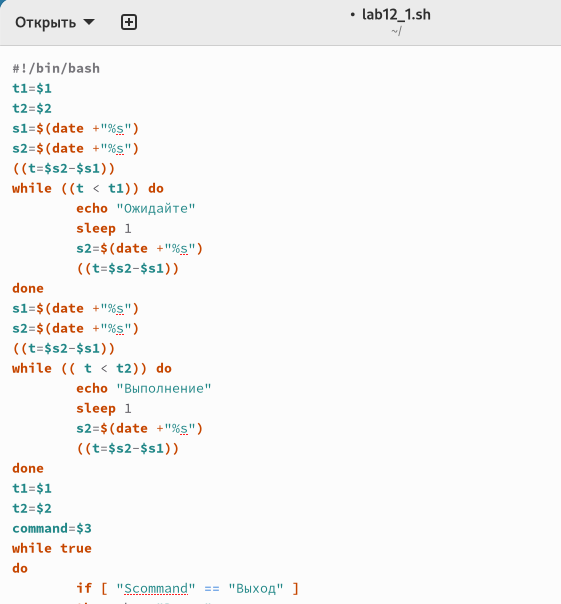 Открыть
• lab12_1.sh
~/
#!/bin/bash
t1=$1
t2=$2
s1=$(date +"%s")
s2=$(date +"%s")
((t=$s2-$s1))
while ((t < t1)) do
echo "Ожидайте"
sleep 1
s2=$(date +"%s")
((t=$s2-$s1))
done
s1=$(date +"%s")
s2=$(date +"%s")
((t=$s2-$s1))
while (( t < t2)) do
echo "Выполнение"
sleep 1
s2=$(date +"%s")
((t=$s2-$s1))
done
t1=$1
t2=$2
command=$3
while true
do
if [ "Scommand" == "Выход" ]